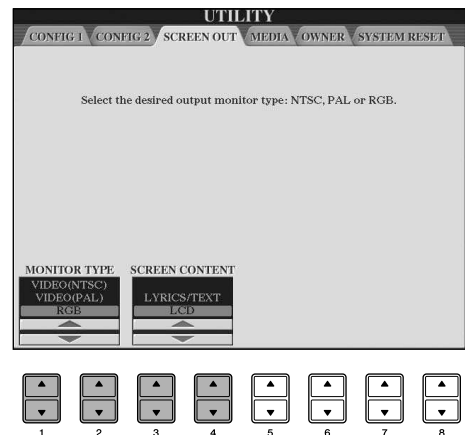 UTILITY
CONFIG 1 CONFIG 2 SCREEN OUT MEDIA OWNER SYSTEM RESET
Select the desired output monitor type: NTSC, PAL or RGB.
MONITOR TYPE SCREEN CONTENT
VIDEO(NTSC)
VIDEO(PAL) LYRICS/TEXT
RGB LCD
1 2 3 4 5 6 7 8